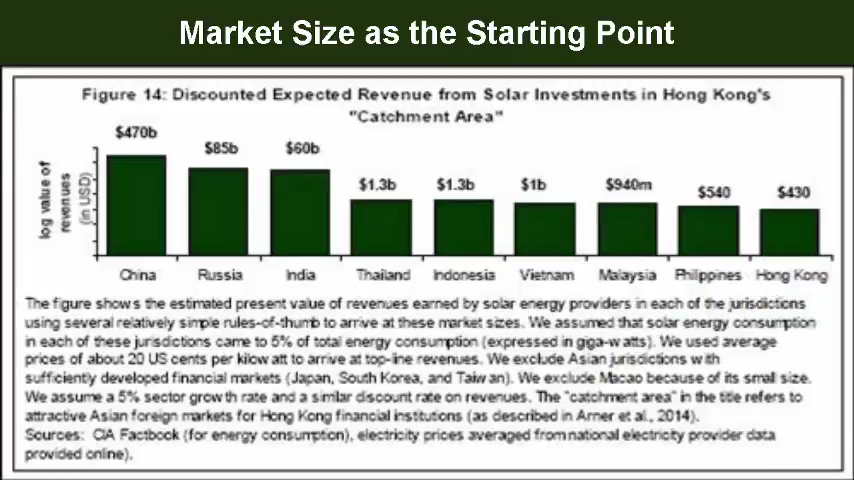 Market Size as the Starting Point
Figure 14: Discounted Expected Revenue from Solar Investments in Hong Kong's
"Catchment Area"
$470b
$85b
$60b
$1.3b
$1.3b
$1b
$940m
$540
$430
log value of
revenues
(in USD)
China
Russia
India
Thailand
Indonesia
Vietnam
Malaysia
Philippines
Hong Kong
The figure shows the estimated present value of revenues earned by solar energy providers in each of the jurisdictions
using several relatively simple rules-of-thumb to arrive at these market sizes. We assumed that solar energy consumption
in each of these jurisdictions came to 5% of total energy consumption (expressed in giga-watts). We used average
prices of about 20 US cents per kilowatt to arrive at top-line revenues. We exclude Asian jurisdictions with
sufficiently developed financial markets (Japan, South Korea, and Taiwan). We exclude Macao because of its small size.
We assume a 5% sector growth rate and a similar discount rate on revenues. The "catchment area" in the title refers to
attractive Asian foreign markets for Hong Kong financial institutions (as described in Arner et al., 2014).
Sources: CIA Factbook (for energy consumption), electricity prices averaged from national electricity provider data
provided online).